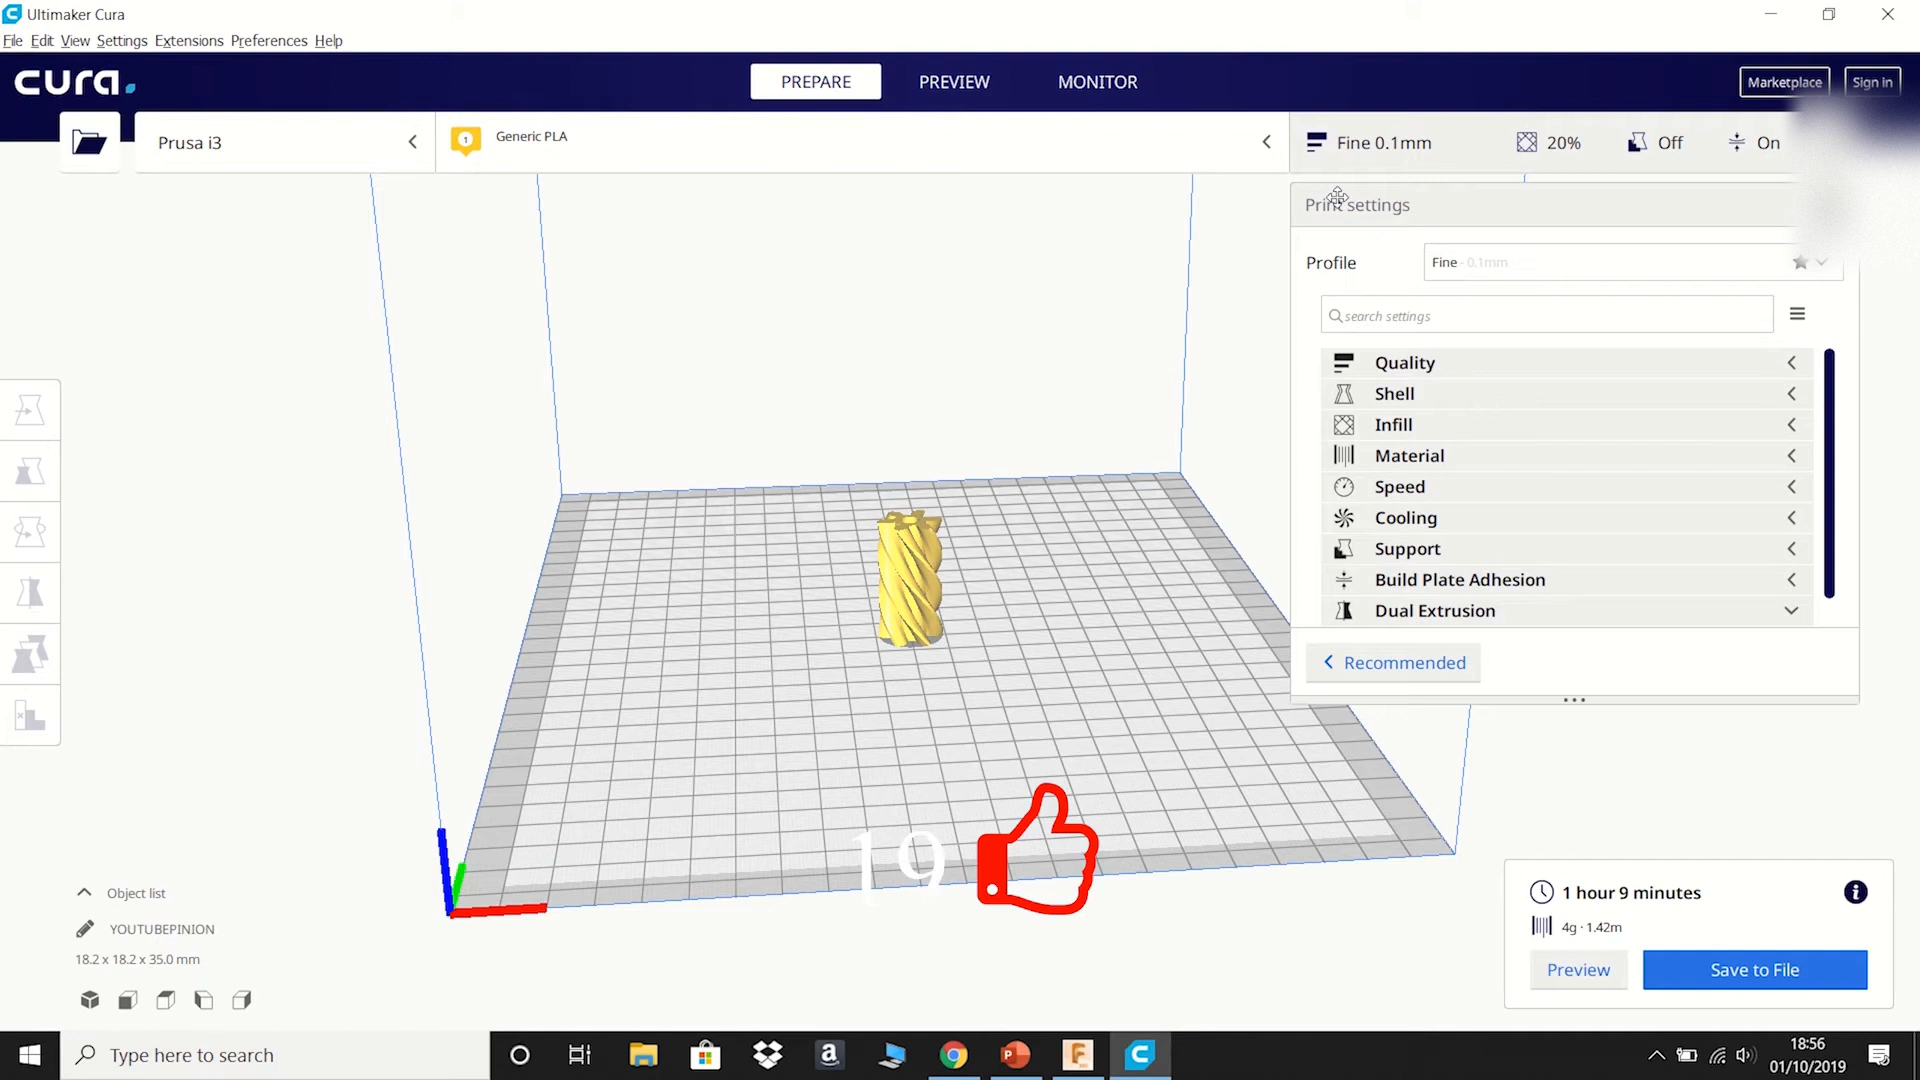 Ultimaker Cura
File Edit View Settings Extensions Preferences Help
cura.
PREPARE PREVIEW MONITOR
Marketplace Sign in
Prusa i3
1 Generic PLA
Fine 0.1mm 20% Off On
Print settings
Profile Fine - 0.1mm
search settings
Quality
Shell
Infill
Material
Speed
Cooling
Support
Build Plate Adhesion
Dual Extrusion
Recommended
19
Object list
YOUTUBEPINION
18.2 x 18.2 x 35.0 mm
1 hour 9 minutes
4g · 1.42m
Preview Save to File
Type here to search
18:56
01/10/2019